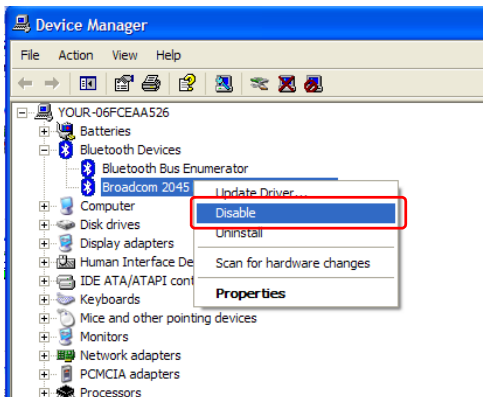 Device Manager
File Action View Help
YOUR-06FCEAA526
Batteries
Bluetooth Devices
Bluetooth Bus Enumerator
Broadcom 2045
Update Driver...
Computer
Disable
Disk drives
Uninstall
Display adapters
Human Interface De
Scan for hardware changes
IDE ATA/ATAPI cont
Keyboards
Properties
Mice and other pointing devices
Monitors
Network adapters
PCMCIA adapters
Processors